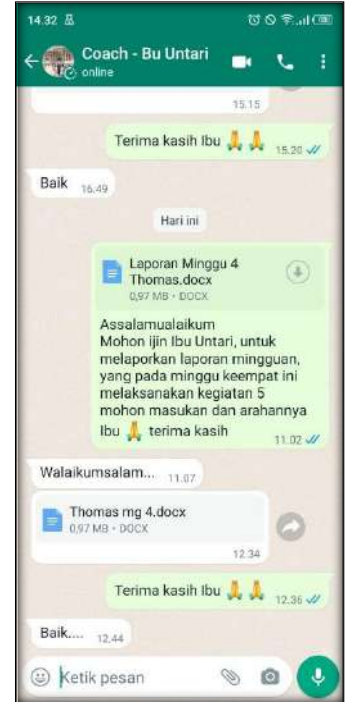 14.32
Coach - Bu Untari
online
15.15
Terima kasih Ibu 🙏🙏 15.20
Baik 16.49
Hari ini
Laporan Minggu 4
Thomas.docx
0,97 MB • DOCX
Assalamualaikum
Mohon ijin Ibu Untari, untuk
melaporkan laporan mingguan,
yang pada minggu keempat ini
melaksanakan kegiatan 5
mohon masukan dan arahannya
Ibu 🙏 terima kasih
11.02
Walaikumsalam... 11.07
Thomas mg 4.docx
0,97 MB • DOCX
12.34
Terima kasih Ibu 🙏🙏 12.36
Baik.... 12.44
Ketik pesan